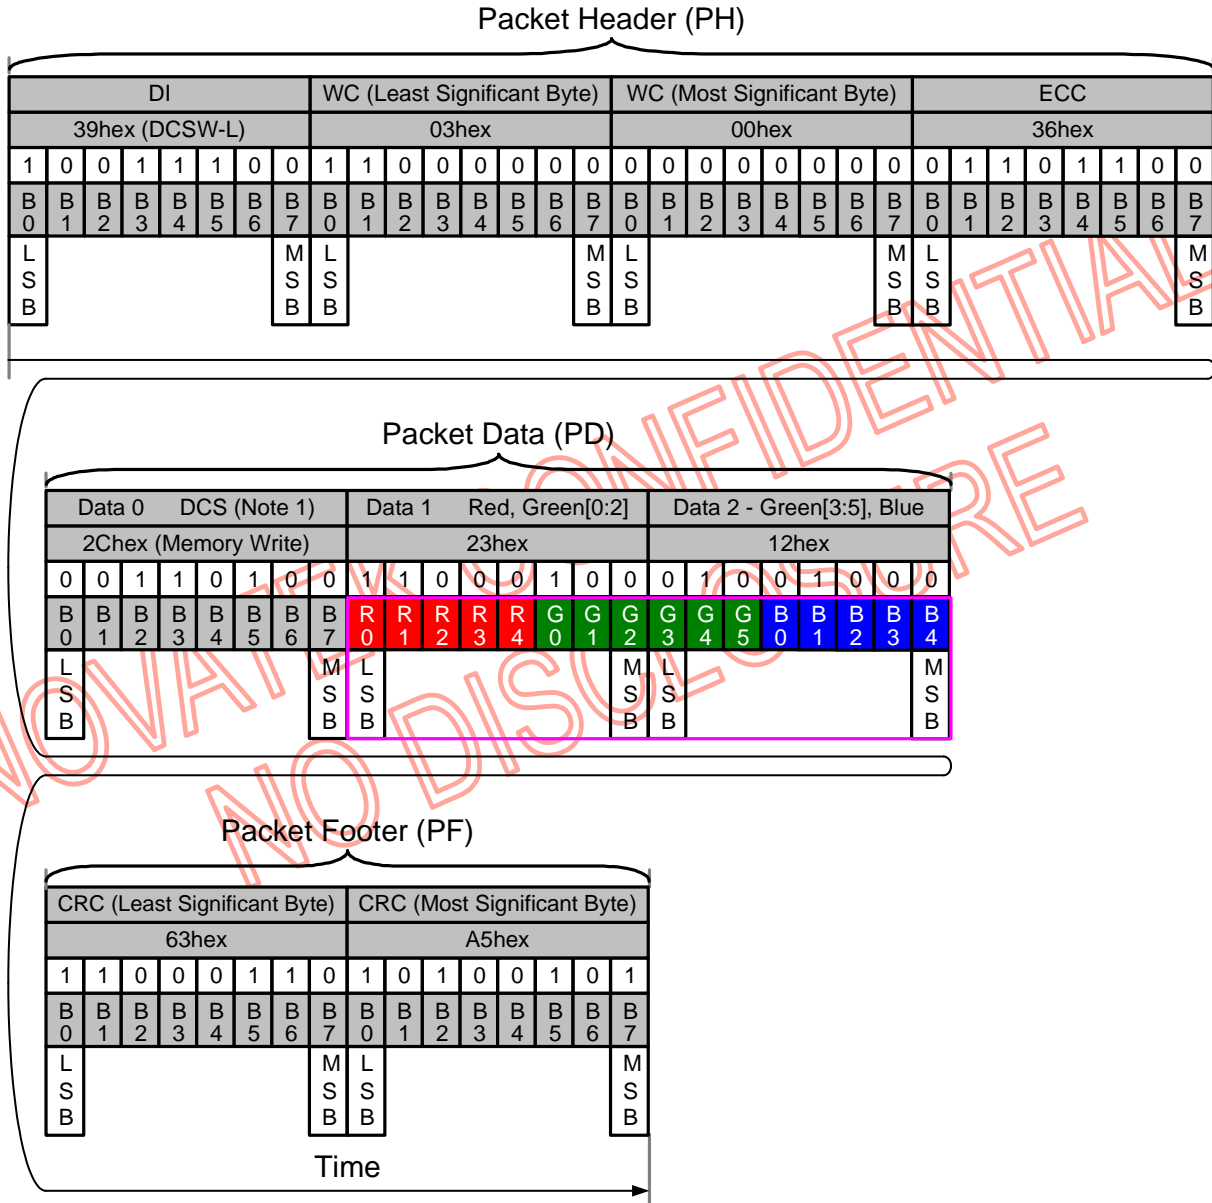 Packet Header (PH)
DI WC (Least Significant Byte) WC (Most Significant Byte) ECC
39hex (DCSW-L) 03hex 00hex 36hex
1 0 0 1 1 1 0 0 1 1 0 0 0 0 0 0 0 0 0 0 0 0 0 0 0 1 1 0 1 1 0 0
B0 B1 B2 B3 B4 B5 B6 B7 B0 B1 B2 B3 B4 B5 B6 B7 B0 B1 B2 B3 B4 B5 B6 B7 B0 B1 B2 B3 B4 B5 B6 B7
LSB MSB LSB MSB LSB MSB LSB MSB
Packet Data (PD)
Data 0 DCS (Note 1) Data 1 Red, Green[0:2] Data 2 - Green[3:5], Blue
2Chex (Memory Write) 23hex 12hex
0 0 1 1 0 1 0 0 1 1 0 0 0 1 0 0 0 1 0 0 1 0 0 0
B0 B1 B2 B3 B4 B5 B6 B7 R0 R1 R2 R3 R4 G0 G1 G2 G3 G4 G5 B0 B1 B2 B3 B4
LSB MSB LSB MSB LSB MSB
Packet Footer (PF)
CRC (Least Significant Byte) CRC (Most Significant Byte)
63hex A5hex
1 1 0 0 0 1 1 0 1 0 1 0 0 1 0 1
B0 B1 B2 B3 B4 B5 B6 B7 B0 B1 B2 B3 B4 B5 B6 B7
LSB MSB LSB MSB
Time
NOVATEK CONFIDENTIAL
NO DISCLOSURE